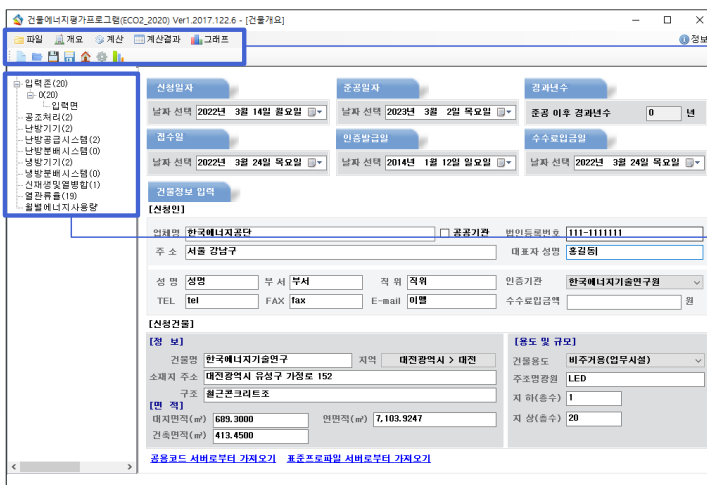 건물에너지평가프로그램(ECO2_2020) Ver1.2017.122.6 - [건물개요]
파일 개요 계산 계산결과 그래프 정보
입력존(20)
0(20)
입력면
공조처리(2)
난방기기(2)
난방공급시스템(2)
난방분배시스템(0)
냉방기기(2)
냉방분배시스템(0)
신재생및열병합(1)
열관류율(19)
월별에너지사용량
신청일자 준공일자 경과년수
날짜 선택 2022년 3월 14일 월요일 날짜 선택 2023년 3월 2일 목요일 준공 이후 경과년수 0 년
접수일 인증발급일 수수료입금일
날짜 선택 2022년 3월 24일 목요일 날짜 선택 2014년 1월 12일 일요일 날짜 선택 2022년 3월 24일 목요일
건물정보 입력
[신청인]
업체명 한국에너지공단 공공기관 법인등록번호 111-1111111
주 소 서울 강남구 대표자 성명 홍길동
성 명 성명 부 서 부서 직 위 직위 인증기관 한국에너지기술연구원
TEL tel FAX fax E-mail 이멜 수수료입금액 원
[신청건물]
[정 보] [용도 및 규모]
건물명 한국에너지기술연구 지역 대전광역시 > 대전 건물용도 비주거용(업무시설)
소재지 주소 대전광역시 유성구 가정로 152 주조명광원 LED
구조 철근콘크리트조 지 하(층수) 1
[면 적]
대지면적(㎡) 689.3000 연면적(㎡) 7,103.9247 지 상(층수) 20
건축면적(㎡) 413.4500
공용코드 서버로부터 가져오기 표준프로파일 서버로부터 가져오기